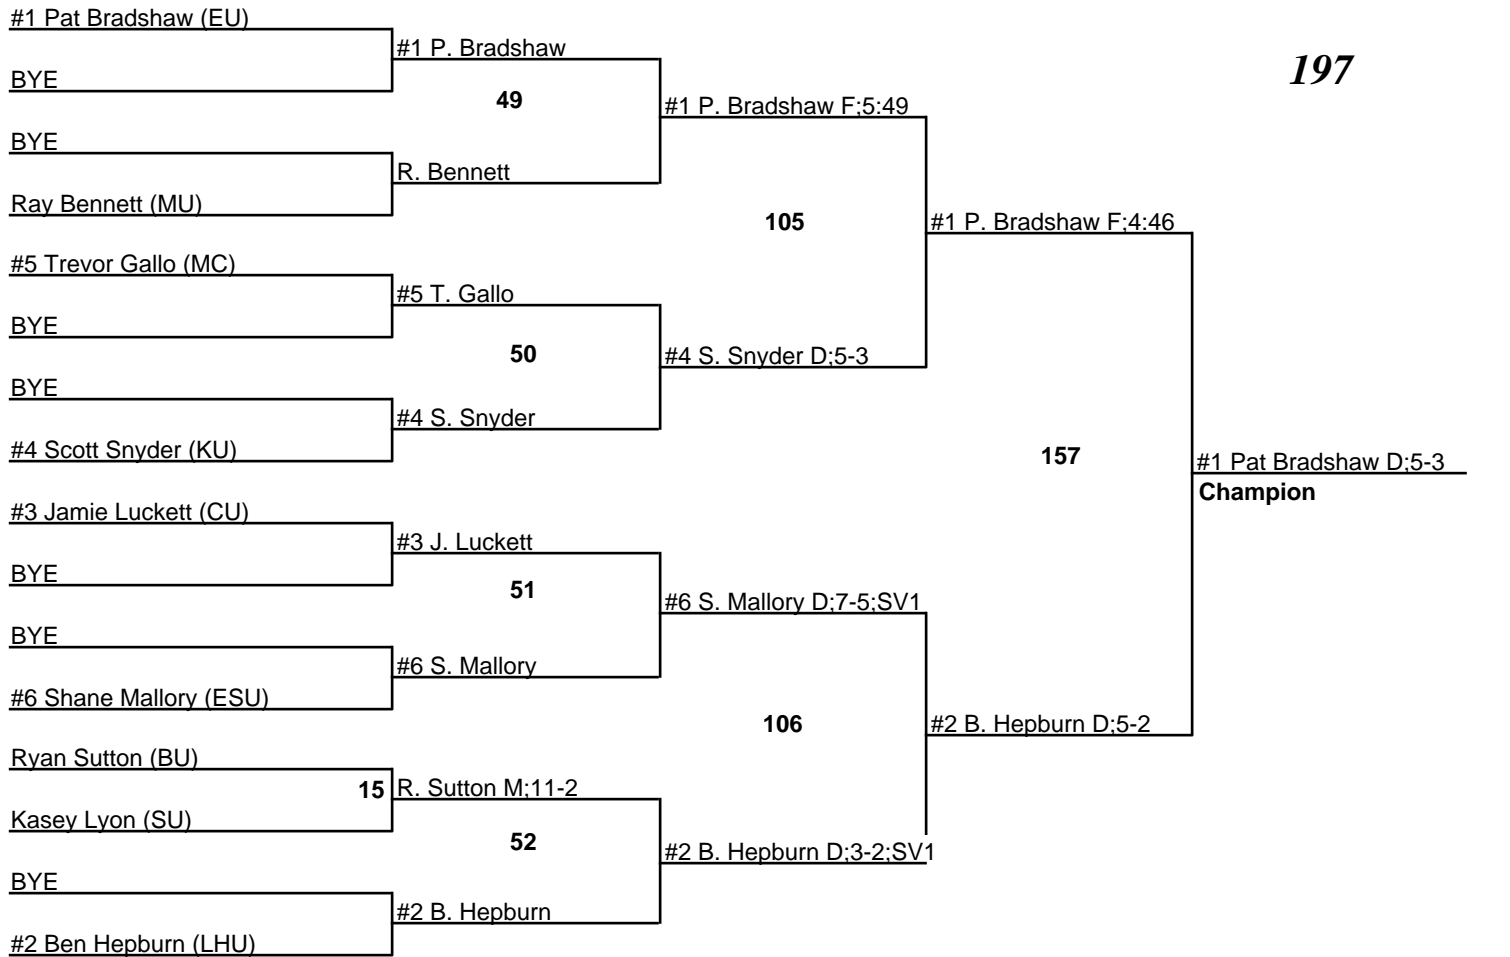 #1 Pat Bradshaw (EU)
#1 P. Bradshaw
197
BYE
49
#1 P. Bradshaw F;5:49
BYE
R. Bennett
Ray Bennett (MU)
105
#1 P. Bradshaw F;4:46
#5 Trevor Gallo (MC)
#5 T. Gallo
BYE
50
#4 S. Snyder D;5-3
BYE
#4 S. Snyder
#4 Scott Snyder (KU)
157
#1 Pat Bradshaw D;5-3
Champion
#3 Jamie Luckett (CU)
#3 J. Luckett
BYE
51
#6 S. Mallory D;7-5;SV1
BYE
#6 S. Mallory
#6 Shane Mallory (ESU)
106
#2 B. Hepburn D;5-2
Ryan Sutton (BU)
15
R. Sutton M;11-2
Kasey Lyon (SU)
52
#2 B. Hepburn D;3-2;SV1
BYE
#2 B. Hepburn
#2 Ben Hepburn (LHU)